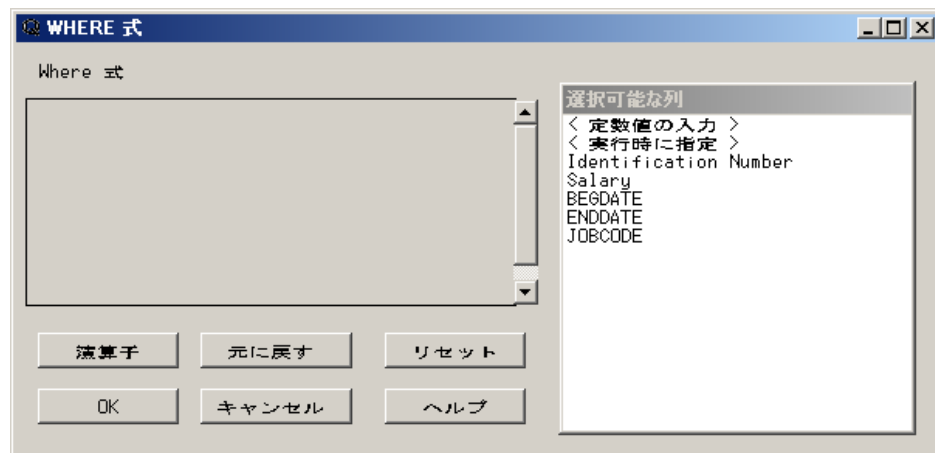 WHERE 式
Where 式
選択可能な列
< 定数値の入力 >
< 実行時に指定 >
Identification Number
Salary
BEGDATE
ENDDATE
JOBCODE
演算子
元に戻す
リセット
OK
キャンセル
ヘルプ